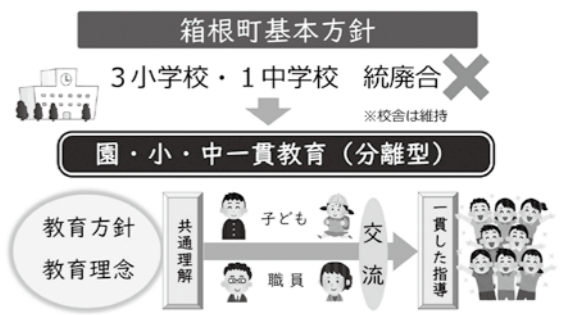 箱根町基本方針
３小学校・１中学校　統廃合
※校舎は維持
園・小・中一貫教育（分離型）
教育方針
教育理念
共通理解
子ども
職員
交流
一貫した指導